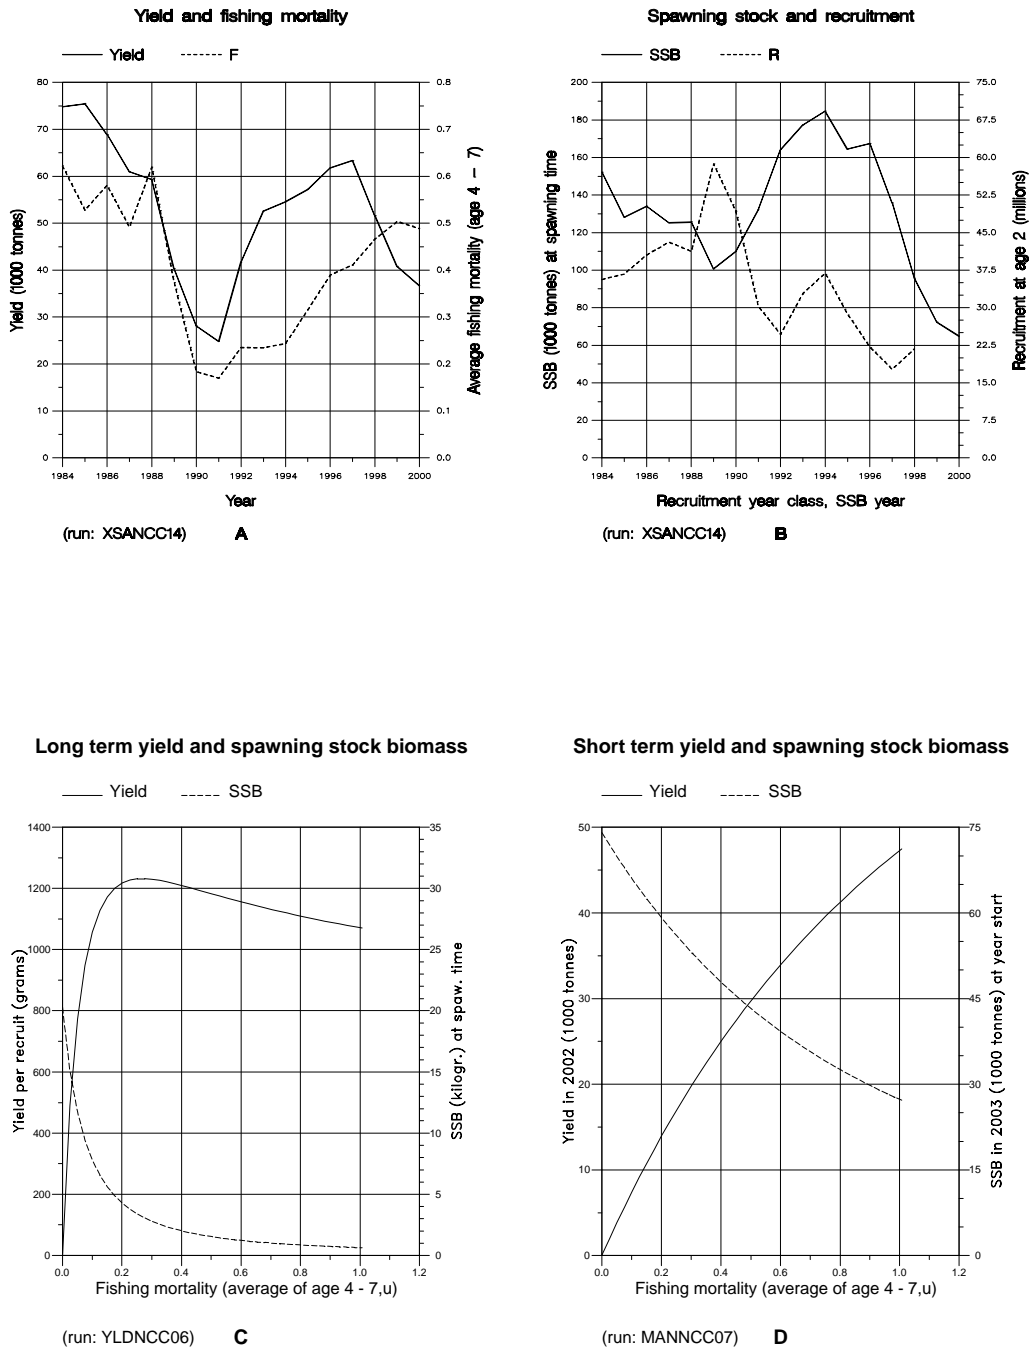 Yield and fishing mortality
Yield F
80
70
60
50
40
30
20
10
0
0.8
0.7
0.6
0.5
0.4
0.3
0.2
0.1
0.0
Yield (1000 tonnes)
Average fishing mortality (age 4 – 7)
1984 1986 1988 1990 1992 1994 1996 1998 2000
Year
(run: XSANCC14) A
Spawning stock and recruitment
SSB R
200
180
160
140
120
100
80
60
40
20
0
75.0
67.5
60.0
52.5
45.0
37.5
30.0
22.5
15.0
7.5
0.0
SSB (1000 tonnes) at spawning time
Recruitment at age 2 (millions)
1984 1986 1988 1990 1992 1994 1996 1998 2000
Recruitment year class, SSB year
(run: XSANCC14) B
Long term yield and spawning stock biomass
Yield SSB
1400
1200
1000
800
600
400
200
0
35
30
25
20
15
10
5
0
Yield per recruit (grams)
SSB (kilogr.) at spaw. time
0.0 0.2 0.4 0.6 0.8 1.0 1.2
Fishing mortality (average of age 4 - 7,u)
(run: YLDNCC06) C
Short term yield and spawning stock biomass
Yield SSB
50
40
30
20
10
0
75
60
45
30
15
0
Yield in 2002 (1000 tonnes)
SSB in 2003 (1000 tonnes) at year start
0.0 0.2 0.4 0.6 0.8 1.0 1.2
Fishing mortality (average of age 4 - 7,u)
(run: MANNCC07) D